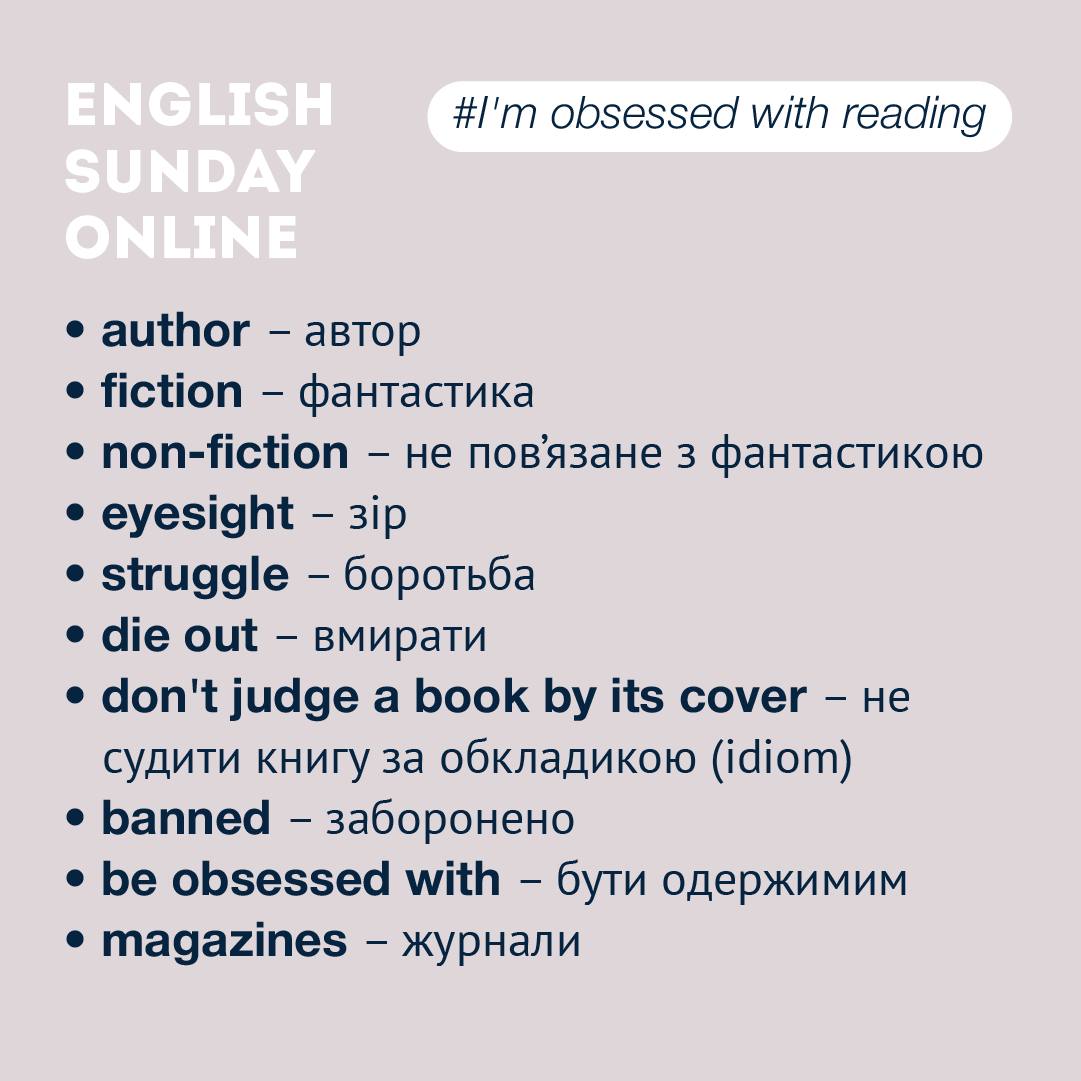 ENGLISH
SUNDAY
ONLINE
#I'm obsessed with reading
• author – автор
• fiction – фантастика
• non-fiction – не пов’язане з фантастикою
• eyesight – зір
• struggle – боротьба
• die out – вмирати
• don't judge a book by its cover – не
судити книгу за обкладикою (idiom)
• banned – заборонено
• be obsessed with – бути одержимим
• magazines – журнали